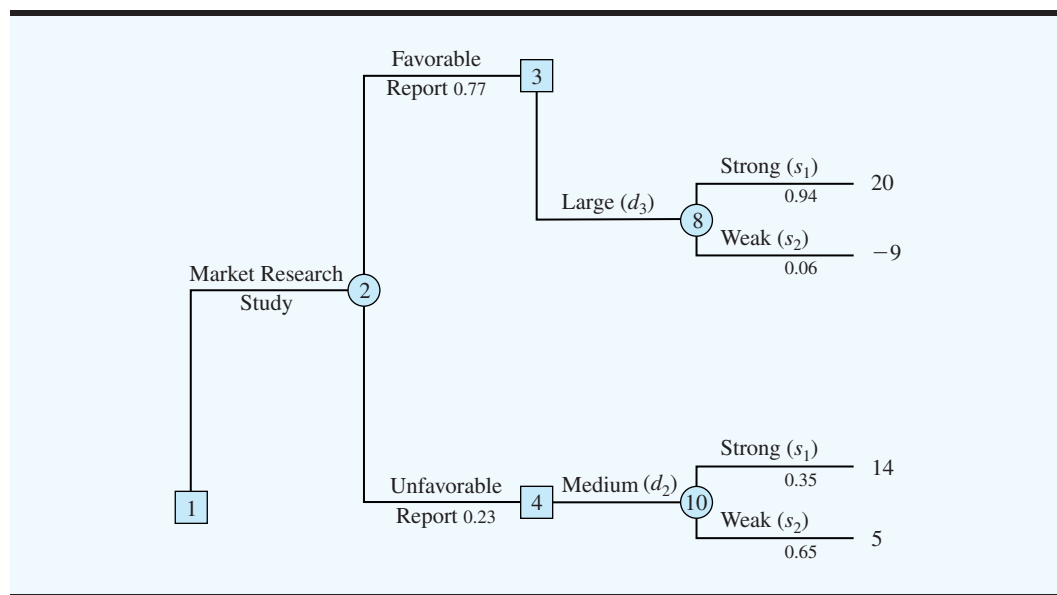 Favorable
Report 0.77
3
Strong (s₁)
20
0.94
Large (d₃)
8
Weak (s₂)
−9
0.06
Market Research
Study
2
Strong (s₁)
14
0.35
Unfavorable
Report 0.23
4
Medium (d₂)
10
1
Weak (s₂)
5
0.65